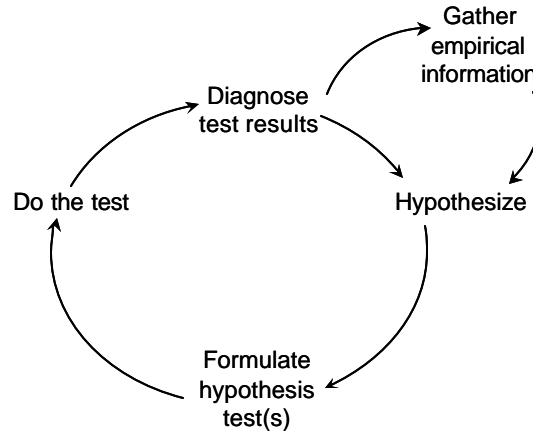 Gather
empirical
information
Diagnose
test results
Do the test
Hypothesize
Formulate
hypothesis
test(s)